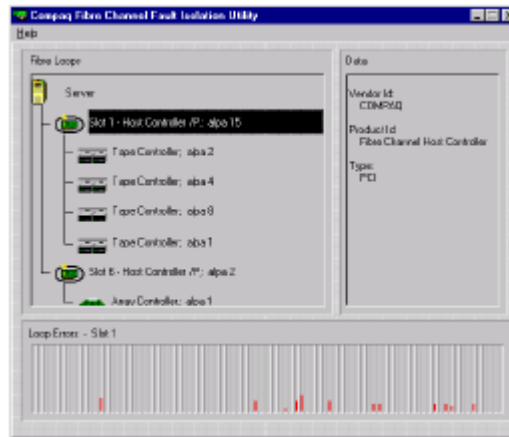 Compaq Fibre Channel Fault Isolation Utility
Help
Fibre Loops
Data
Server
Slot 1 - Host Controller /P; alpa 15
Tape Controller; alpa 2
Tape Controller; alpa 4
Tape Controller; alpa 8
Tape Controller; alpa 1
Slot 6 - Host Controller /P; alpa 2
Array Controller; alpa 1
Vendor Id:
COMPAQ
Product Id
Fibre Channel Host Controller
Type:
PCI
Loop Errors - Slot 1